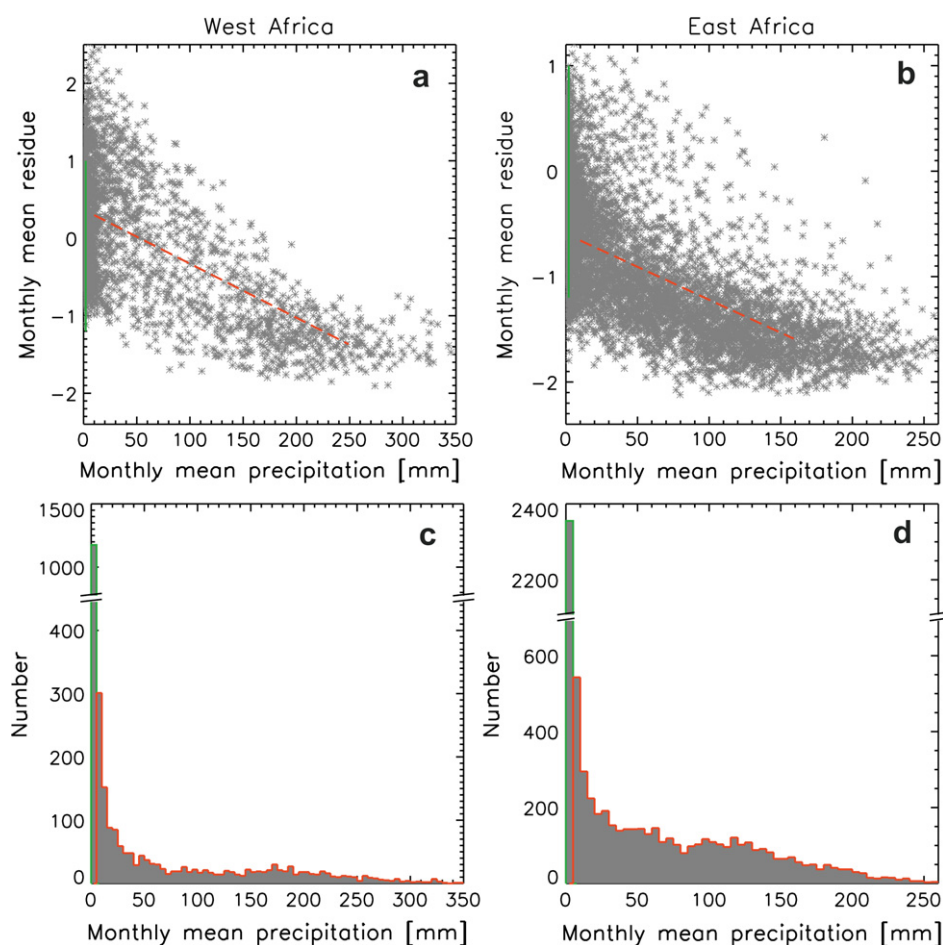 West Africa
East Africa
a
b
2
1
0
−1
−2
Monthly mean residue
0 50 100 150 200 250 300 350
Monthly mean precipitation [mm]
1
0
−1
−2
Monthly mean residue
0 50 100 150 200 250
Monthly mean precipitation [mm]
c
d
1500
1000
400
300
200
100
0
Number
0 50 100 150 200 250 300 350
Monthly mean precipitation [mm]
2400
2200
600
400
200
0
Number
0 50 100 150 200 250
Monthly mean precipitation [mm]